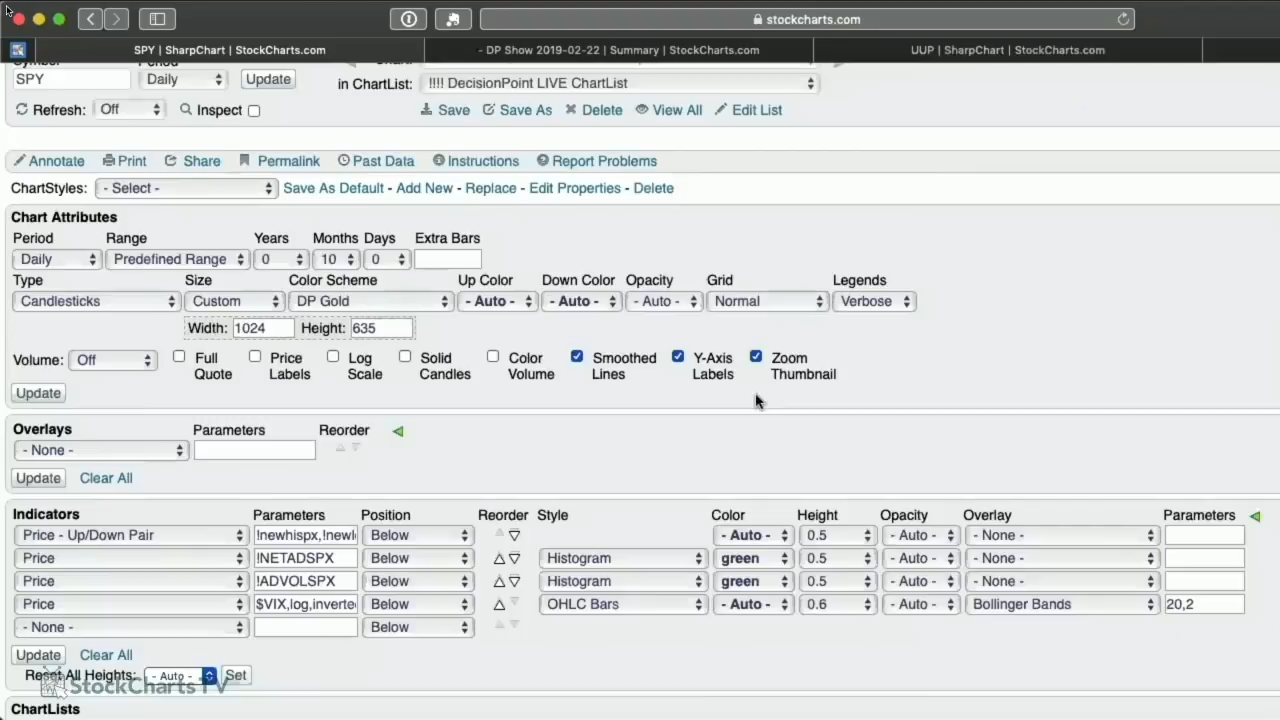 stockcharts.com
SPY | SharpChart | StockCharts.com
- DP Show 2019-02-22 | Summary | StockCharts.com
UUP | SharpChart | StockCharts.com
SPY Daily Update
in ChartList: !!!! DecisionPoint LIVE ChartList
Refresh: Off Inspect
Save Save As Delete View All Edit List
Annotate Print Share Permalink Past Data Instructions Report Problems
ChartStyles: - Select - Save As Default - Add New - Replace - Edit Properties - Delete
Chart Attributes
Period Range Years Months Days Extra Bars
Daily Predefined Range 0 10 0
Type Size Color Scheme Up Color Down Color Opacity Grid Legends
Candlesticks Custom DP Gold - Auto - - Auto - - Auto - Normal Verbose
Width: 1024 Height: 635
Volume: Off Full Quote Price Labels Log Scale Solid Candles Color Volume Smoothed Lines Y-Axis Labels Zoom Thumbnail
Update
Overlays Parameters Reorder
- None -
Update Clear All
Indicators Parameters Position Reorder Style Color Height Opacity Overlay Parameters
Price - Up/Down Pair !newhispx,!newl Below - Auto - 0.5 - Auto - - None -
Price !NETADSPX Below Histogram green 0.5 - Auto - - None -
Price !ADVOLSPX Below Histogram green 0.5 - Auto - - None -
Price $VIX,log,inverte Below OHLC Bars - Auto - 0.6 - Auto - Bollinger Bands 20,2
- None - Below
Update Clear All
Reset All Heights: - Auto - Set
StockCharts TV
ChartLists